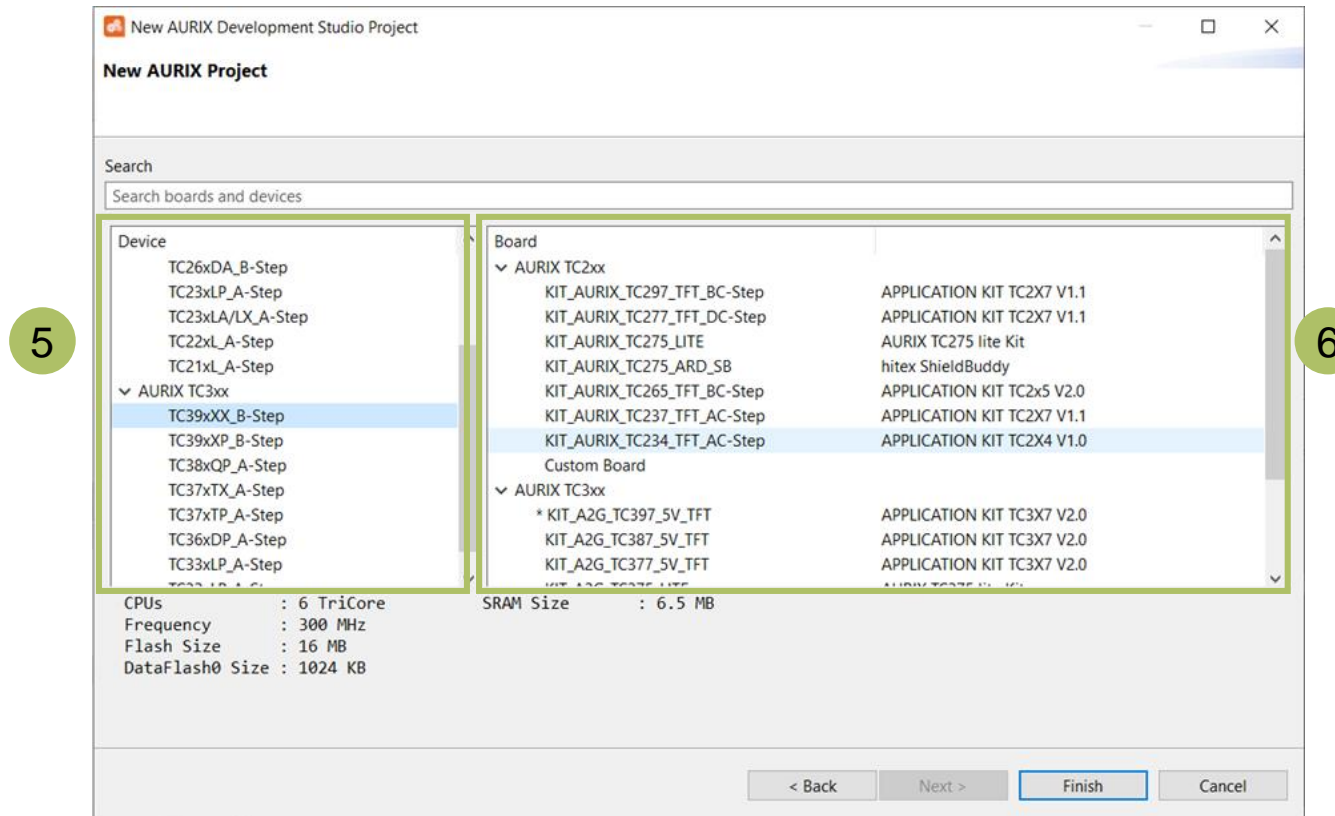 New AURIX Development Studio Project
New AURIX Project
Search
Search boards and devices
5
Device
TC26xDA_B-Step
TC23xLP_A-Step
TC23xLA/LX_A-Step
TC22xL_A-Step
TC21xL_A-Step
AURIX TC3xx
TC39xXX_B-Step
TC39xXP_B-Step
TC38xQP_A-Step
TC37xTX_A-Step
TC37xTP_A-Step
TC36xDP_A-Step
TC33xLP_A-Step
Board
AURIX TC2xx
KIT_AURIX_TC297_TFT_BC-Step APPLICATION KIT TC2X7 V1.1
KIT_AURIX_TC277_TFT_DC-Step APPLICATION KIT TC2X7 V1.1
KIT_AURIX_TC275_LITE AURIX TC275 lite Kit
KIT_AURIX_TC275_ARD_SB hitex ShieldBuddy
KIT_AURIX_TC265_TFT_BC-Step APPLICATION KIT TC2x5 V2.0
KIT_AURIX_TC237_TFT_AC-Step APPLICATION KIT TC2X7 V1.1
KIT_AURIX_TC234_TFT_AC-Step APPLICATION KIT TC2X4 V1.0
Custom Board
AURIX TC3xx
* KIT_A2G_TC397_5V_TFT APPLICATION KIT TC3X7 V2.0
KIT_A2G_TC387_5V_TFT APPLICATION KIT TC3X7 V2.0
KIT_A2G_TC377_5V_TFT APPLICATION KIT TC3X7 V2.0
6
CPUs : 6 TriCore SRAM Size : 6.5 MB
Frequency : 300 MHz
Flash Size : 16 MB
DataFlash0 Size : 1024 KB
< Back Next > Finish Cancel